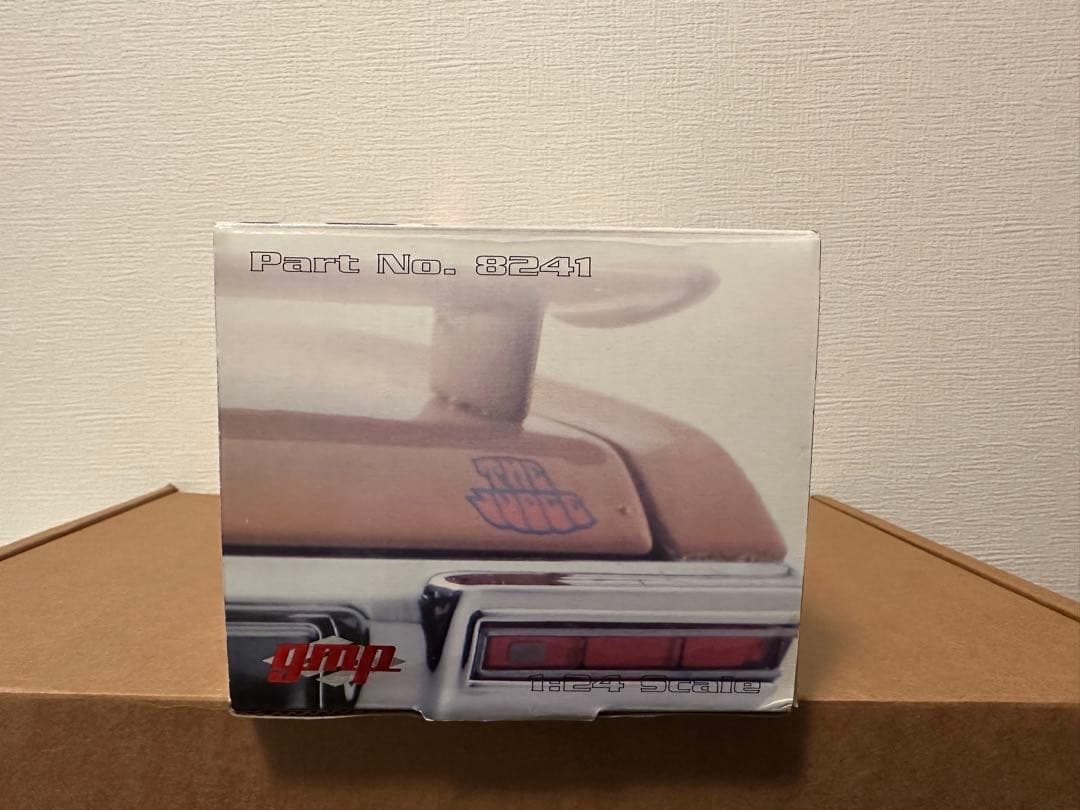 Part No. 8241
THE
JUDGE
gmp
1:24 Scale